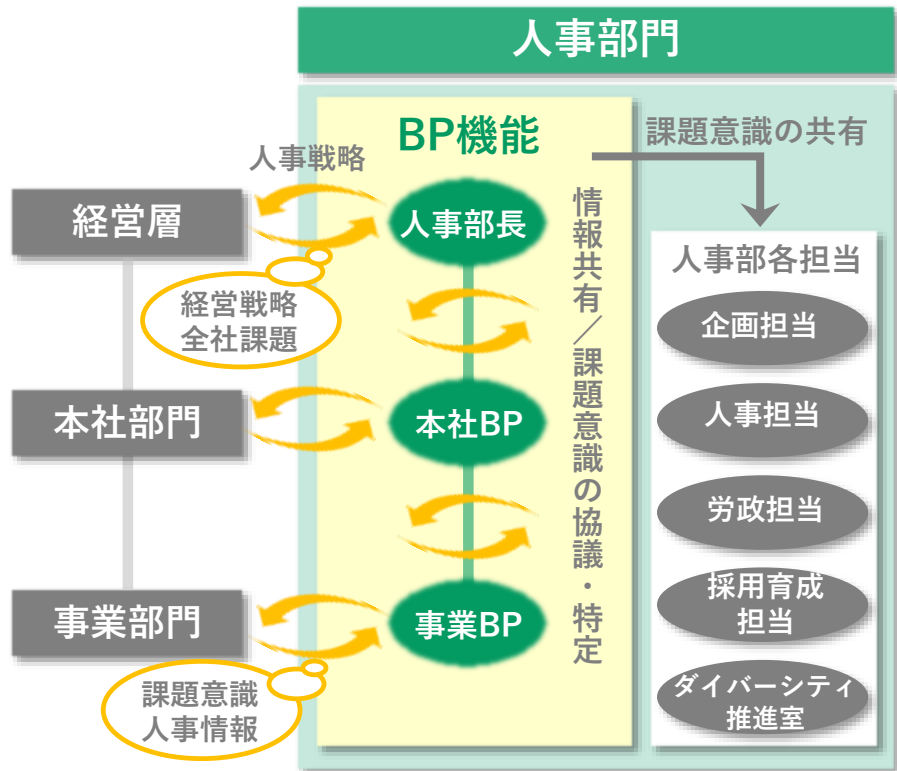 人事部門
BP機能
課題意識の共有
人事戦略
経営層
人事部長
経営戦略
全社課題
情報共有／課題意識の協議・特定
本社部門
本社BP
事業部門
事業BP
課題意識
人事情報
人事部各担当
企画担当
人事担当
労政担当
採用育成
担当
ダイバーシティ
推進室